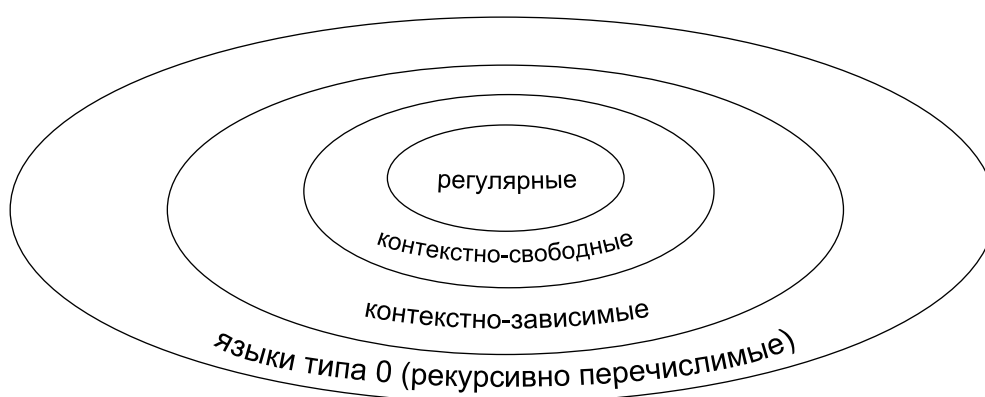 регулярные
контекстно-свободные
контекстно-зависимые
языки типа 0 (рекурсивно перечислимые)